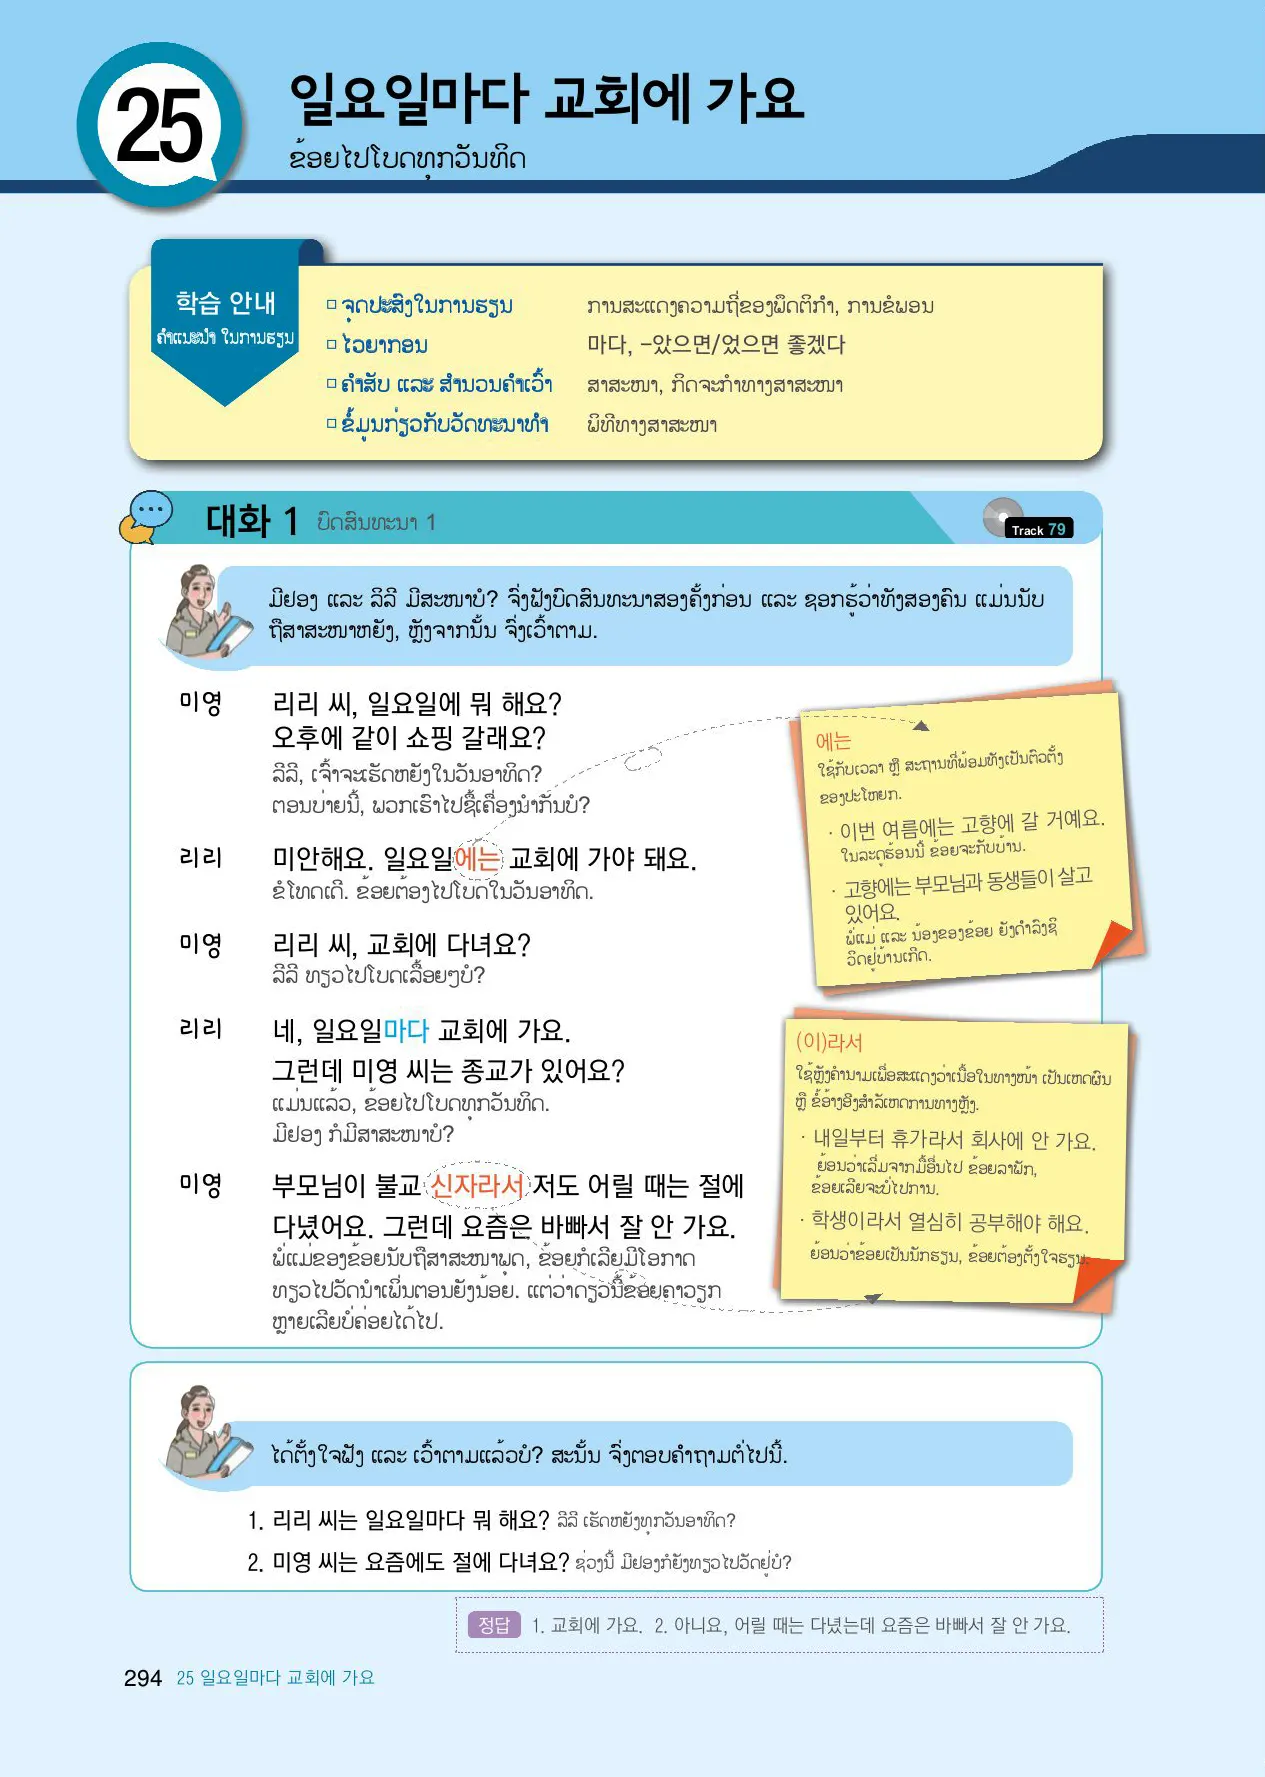 25
일요일마다 교회에 가요
ຂ້ອຍໄປໂບດທຸກວັນທິດ
학습 안내
ຄຳແນະນຳ ໃນການຮຽນ
□ ຈຸດປະສົງໃນການຮຽນ ການສະແດງຄວາມຖີ່ຂອງພຶດຕິກຳ, ການຂໍພອນ
□ ໄວຍາກອນ 마다, -았으면/었으면 좋겠다
□ ຄຳສັບ ແລະ ສຳນວນຄຳເວົ້າ ສາສະໜາ, ກິດຈະກຳທາງສາສະໜາ
□ ຂໍ້ມູນກ່ຽວກັບວັດທະນາທຳ ພິທີທາງສາສະໜາ
대화 1 ບົດສົນທະນາ 1
Track 79
ມີຢອງ ແລະ ລີລີ ມີສະໜາບໍ? ຈົ່ງຟັງບົດສົນທະນາສອງຄັ້ງກ່ອນ ແລະ ຊອກຮູ້ວ່າທັງສອງຄົນ ແມ່ນນັບ
ຖືສາສະໜາຫຍັງ, ຫຼັງຈາກນັ້ນ ຈົ່ງເວົ້າຕາມ.
미영 리리 씨, 일요일에 뭐 해요?
오후에 같이 쇼핑 갈래요?
ລີລີ, ເຈົ້າຈະເຮັດຫຍັງໃນວັນອາທິດ?
ຕອນບ່າຍນີ້, ພວກເຮົາໄປຊື້ເຄື່ອງນຳກັນບໍ?
리리 미안해요. 일요일에는 교회에 가야 돼요.
ຂໍໂທດເດີ. ຂ້ອຍຕ້ອງໄປໂບດໃນວັນອາທິດ.
미영 리리 씨, 교회에 다녀요?
ລີລີ ທຽວໄປໂບດເລື້ອຍໆບໍ?
리리 네, 일요일마다 교회에 가요.
그런데 미영 씨는 종교가 있어요?
ແມ່ນແລ້ວ, ຂ້ອຍໄປໂບດທຸກວັນທິດ.
ມີຢອງ ກໍມີສາສະໜາບໍ?
미영 부모님이 불교 신자라서 저도 어릴 때는 절에
다녔어요. 그런데 요즘은 바빠서 잘 안 가요.
ພໍ່ແມ່ຂອງຂ້ອຍນັບຖືສາສະໜາພຸດ, ຂ້ອຍກໍເລີຍມີໂອກາດ
ທຽວໄປວັດນຳເພິ່ນຕອນຍັງນ້ອຍ. ແຕ່ວ່າດຽວນີ້ຂ້ອຍຄາວຽກ
ຫຼາຍເລີຍບໍ່ຄ່ອຍໄດ້ໄປ.
에는
ໃຊ້ກັບເວລາ ຫຼື ສະຖານທີ່ພ້ອມທັງເປັນຕົວຕັ້ງ
ຂອງປະໂຫຍກ.
· 이번 여름에는 고향에 갈 거예요.
ໃນລະດູຮ້ອນນີ້ ຂ້ອຍຈະກັບບ້ານ.
· 고향에는 부모님과 동생들이 살고
있어요.
ພໍ່ແມ່ ແລະ ນ້ອງຂອງຂ້ອຍ ຍັງດຳລົງຊີ
ວິດຢູ່ບ້ານເກີດ.
(이)라서
ໃຊ້ຫຼັງຄຳນາມເພື່ອສະແດງວ່າເນື້ອໃນທາງໜ້າ ເປັນເຫດຜົນ
ຫຼື ຂໍ້ອ້າງອີງສຳລັເຫດການທາງຫຼັງ.
· 내일부터 휴가라서 회사에 안 가요.
ຍ້ອນວ່າເລີ່ມຈາກມື້ອື່ນໄປ ຂ້ອຍລາພັກ,
ຂ້ອຍເລີຍຈະບໍ່ໄປການ.
· 학생이라서 열심히 공부해야 해요.
ຍ້ອນວ່າຂ້ອຍເປັນນັກຮຽນ, ຂ້ອຍຕ້ອງຕັ້ງໃຈຮຽນ.
ໄດ້ຕັ້ງໃຈຟັງ ແລະ ເວົ້າຕາມແລ້ວບໍ? ສະນັ້ນ ຈົ່ງຕອບຄຳຖາມຕໍ່ໄປນີ້.
1. 리리 씨는 일요일마다 뭐 해요? ລີລີ ເຮັດຫຍັງທຸກວັນອາທິດ?
2. 미영 씨는 요즘에도 절에 다녀요? ຊ່ວງນີ້ ມີຢອງກໍຍັງທຽວໄປວັດຢູ່ບໍ?
정답 1. 교회에 가요. 2. 아니요, 어릴 때는 다녔는데 요즘은 바빠서 잘 안 가요.
294 25 일요일마다 교회에 가요